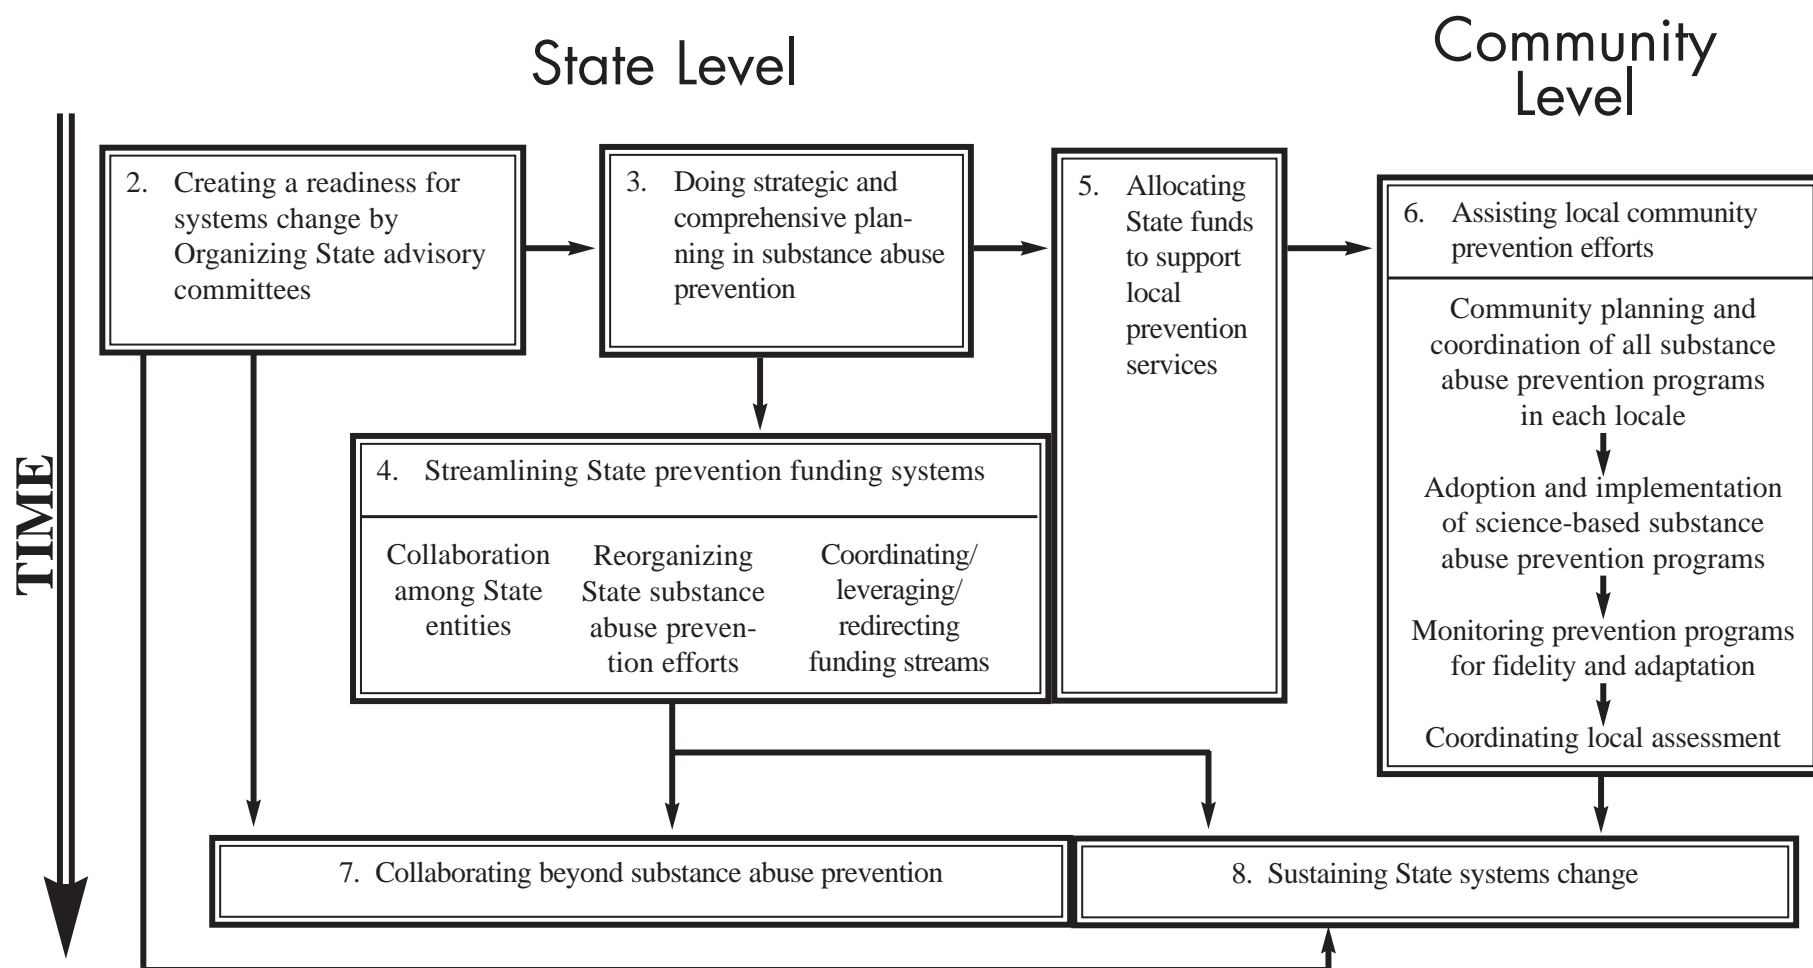 State Level
Community
Level
TIME
2. Creating a readiness for
systems change by
Organizing State advisory
committees
3. Doing strategic and
comprehensive plan-
ning in substance abuse
prevention
4. Streamlining State prevention funding systems
Collaboration
among State
entities
Reorganizing
State substance
abuse preven-
tion efforts
Coordinating/
leveraging/
redirecting
funding streams
5. Allocating
State funds
to support
local
prevention
services
6. Assisting local community
prevention efforts
Community planning and
coordination of all substance
abuse prevention programs
in each locale
Adoption and implementation
of science-based substance
abuse prevention programs
Monitoring prevention programs
for fidelity and adaptation
Coordinating local assessment
7. Collaborating beyond substance abuse prevention
8. Sustaining State systems change